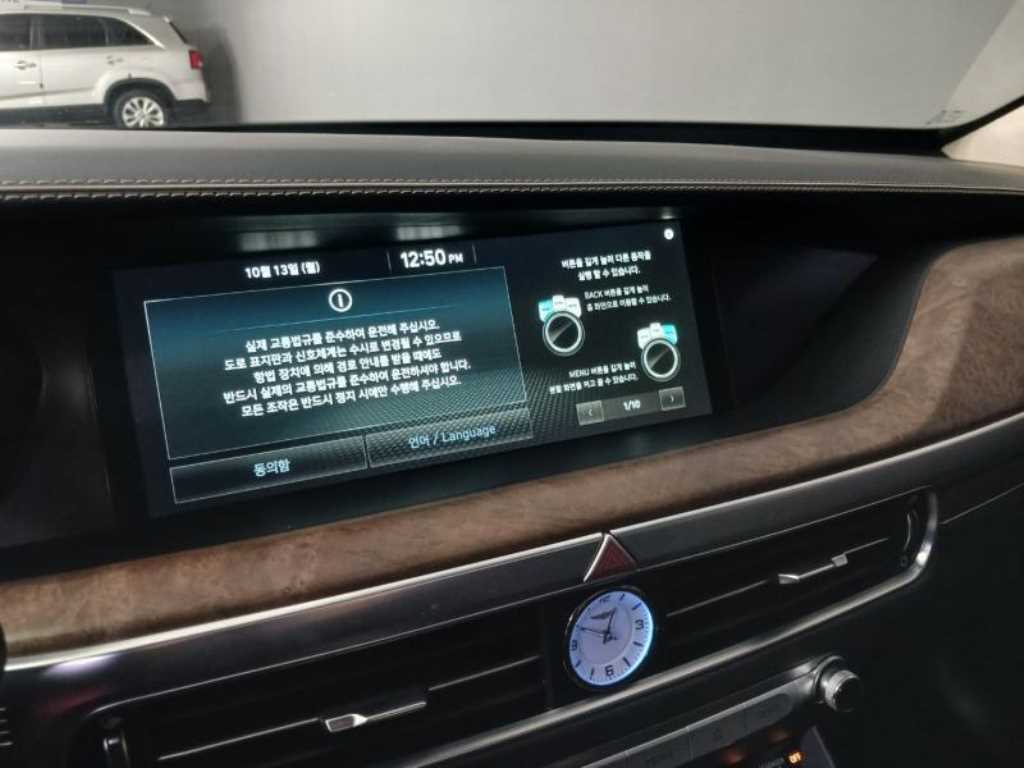 10월 13일 (월)
12:50 PM
실제 교통법규를 준수하여 운전해 주십시오.
도로 표지판과 신호체계는 수시로 변경될 수 있으므로
항법 장치에 의해 경로 안내를 받을 때에도
반드시 실제의 교통법규를 준수하여 운전하셔야 합니다.
모든 조작은 반드시 정지 시에만 수행해 주십시오.
동의함
언어 / Language
버튼을 길게 눌러 다른 동작을
실행 할 수 있습니다.
BACK 버튼을 길게 눌러
홈 화면으로 이동할 수 있습니다.
MENU 버튼을 길게 눌러
분할 화면을 켜고 끌 수 있습니다.
1/10
12
3
6
9